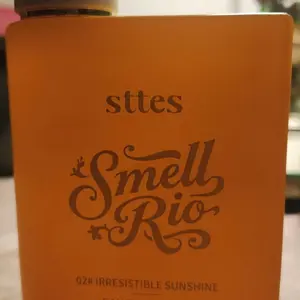 sttes
Smell
Rio
02# IRRESISTIBLE SUNSHINE